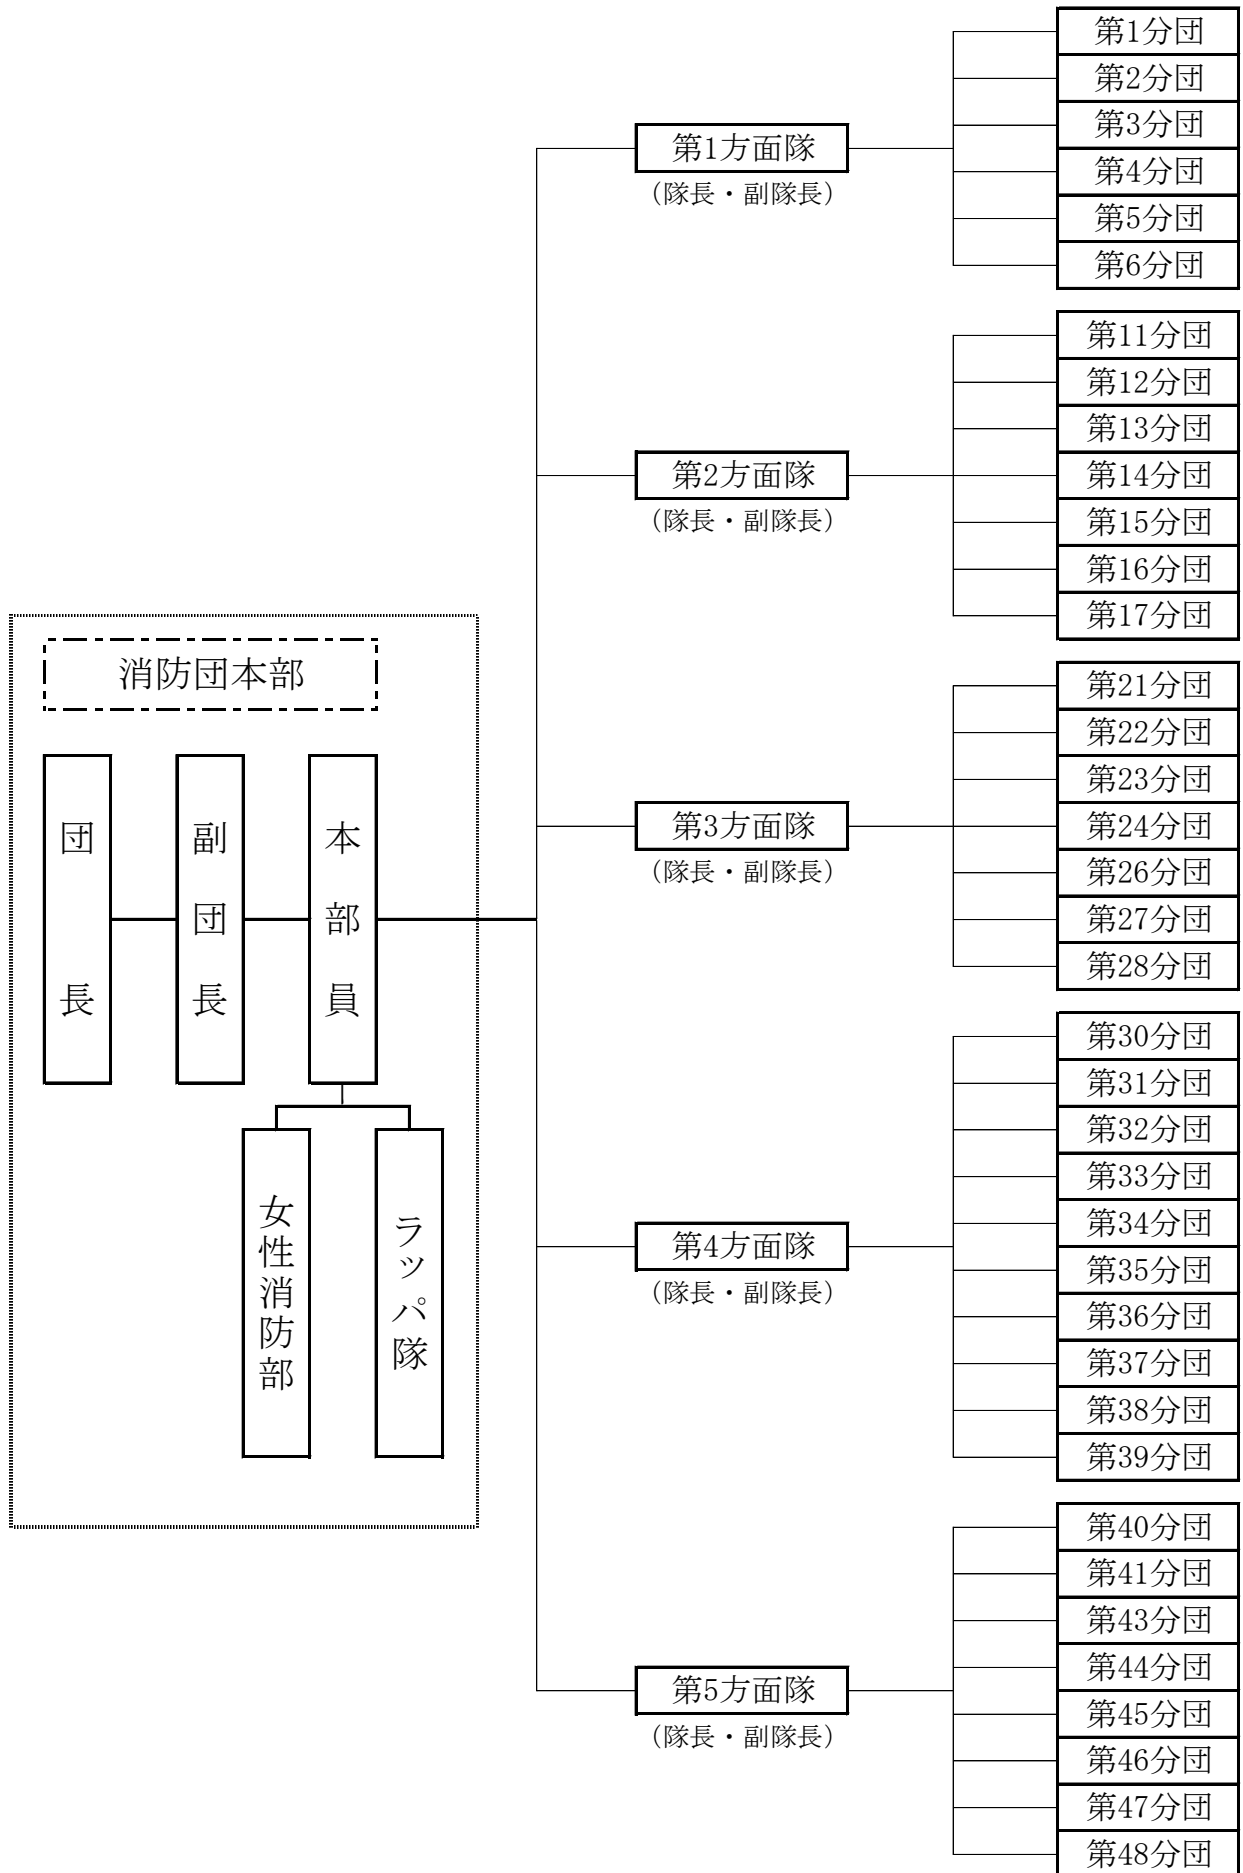 消防団本部
団長
副団長
本部員
女性消防部
ラッパ隊
第1方面隊
（隊長・副隊長）
第1分団
第2分団
第3分団
第4分団
第5分団
第6分団
第2方面隊
（隊長・副隊長）
第11分団
第12分団
第13分団
第14分団
第15分団
第16分団
第17分団
第3方面隊
（隊長・副隊長）
第21分団
第22分団
第23分団
第24分団
第26分団
第27分団
第28分団
第4方面隊
（隊長・副隊長）
第30分団
第31分団
第32分団
第33分団
第34分団
第35分団
第36分団
第37分団
第38分団
第39分団
第5方面隊
（隊長・副隊長）
第40分団
第41分団
第43分団
第44分団
第45分団
第46分団
第47分団
第48分団